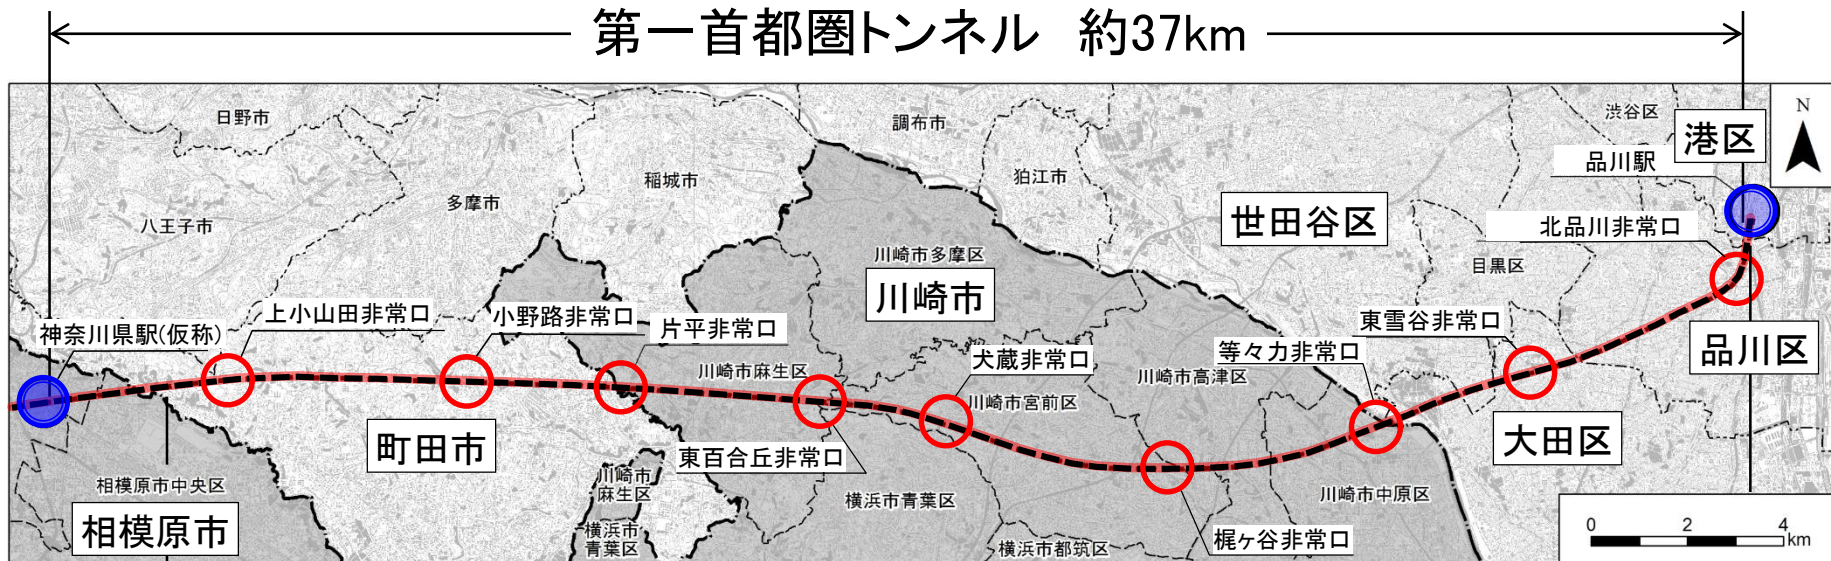 第一首都圏トンネル 約37km
日野市
調布市
渋谷区
港区
N
品川駅
稲城市
狛江市
多摩市
世田谷区
八王子市
北品川非常口
川崎市多摩区
目黒区
川崎市
上小山田非常口
小野路非常口
片平非常口
神奈川県駅(仮称)
東雪谷非常口
等々力非常口
品川区
犬蔵非常口
川崎市麻生区
川崎市高津区
川崎市宮前区
町田市
大田区
東百合丘非常口
相模原市中央区
川崎市
麻生区
横浜市青葉区
川崎市中原区
相模原市
横浜市
青葉区
横浜市都筑区
梶ヶ谷非常口
0 2 4
km